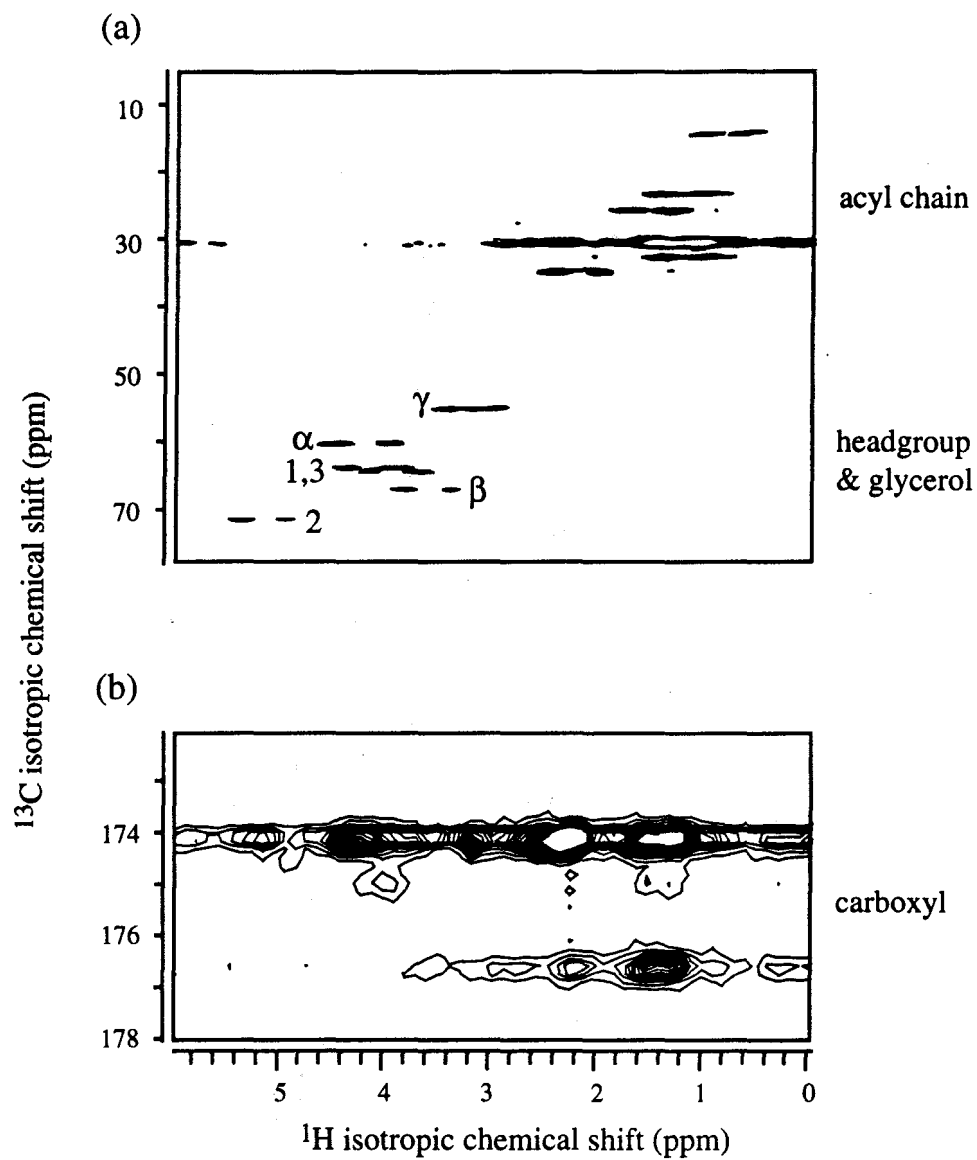 (a)
10
30
50
70
acyl chain
γ
α
1,3
β
2
headgroup
& glycerol
13C isotropic chemical shift (ppm)
(b)
174
176
178
carboxyl
5 4 3 2 1 0
1H isotropic chemical shift (ppm)